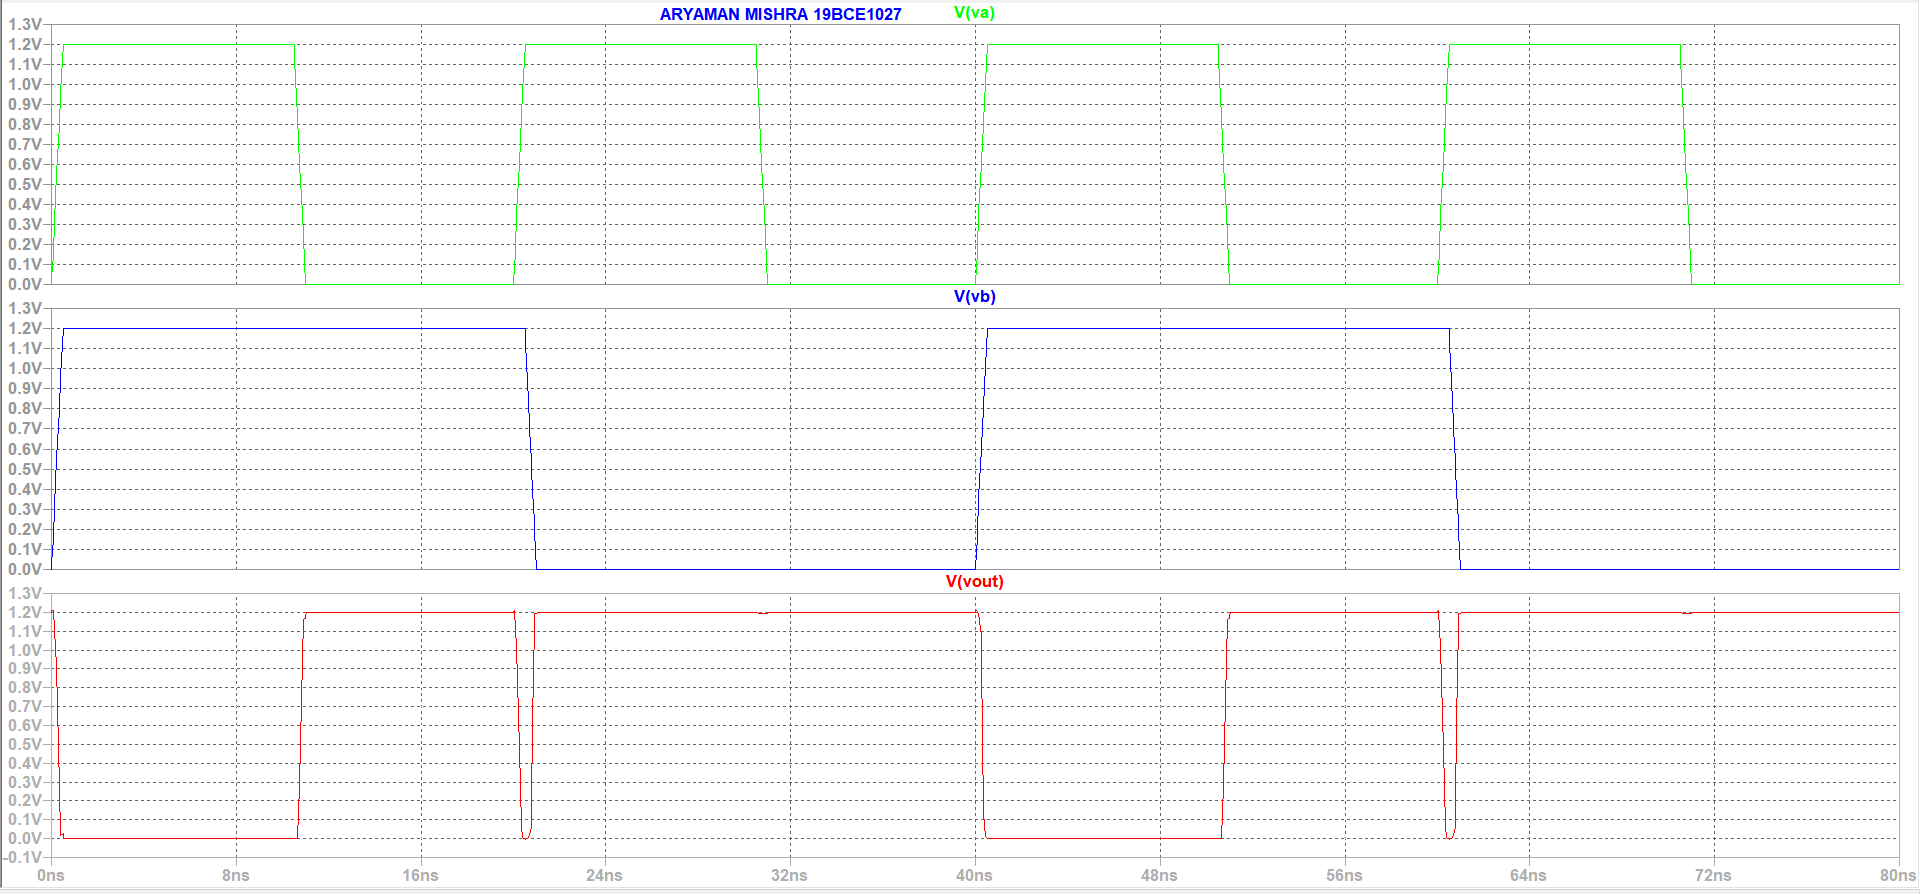 ARYAMAN MISHRA 19BCE1027 V(va)
1.3V
1.2V
1.1V
1.0V
0.9V
0.8V
0.7V
0.6V
0.5V
0.4V
0.3V
0.2V
0.1V
0.0V
V(vb)
1.3V
1.2V
1.1V
1.0V
0.9V
0.8V
0.7V
0.6V
0.5V
0.4V
0.3V
0.2V
0.1V
0.0V
V(vout)
1.3V
1.2V
1.1V
1.0V
0.9V
0.8V
0.7V
0.6V
0.5V
0.4V
0.3V
0.2V
0.1V
0.0V
-0.1V
0ns 8ns 16ns 24ns 32ns 40ns 48ns 56ns 64ns 72ns 80ns